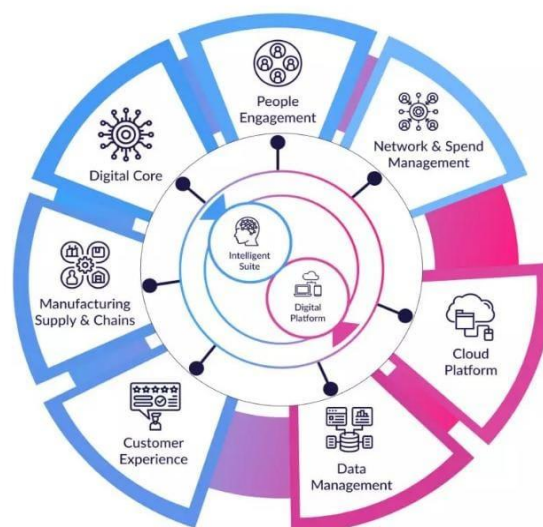 People
Engagement
Network & Spend
Management
Cloud
Platform
Data
Management
Customer
Experience
Manufacturing
Supply & Chains
Digital Core
Intelligent
Suite
Digital
Platform